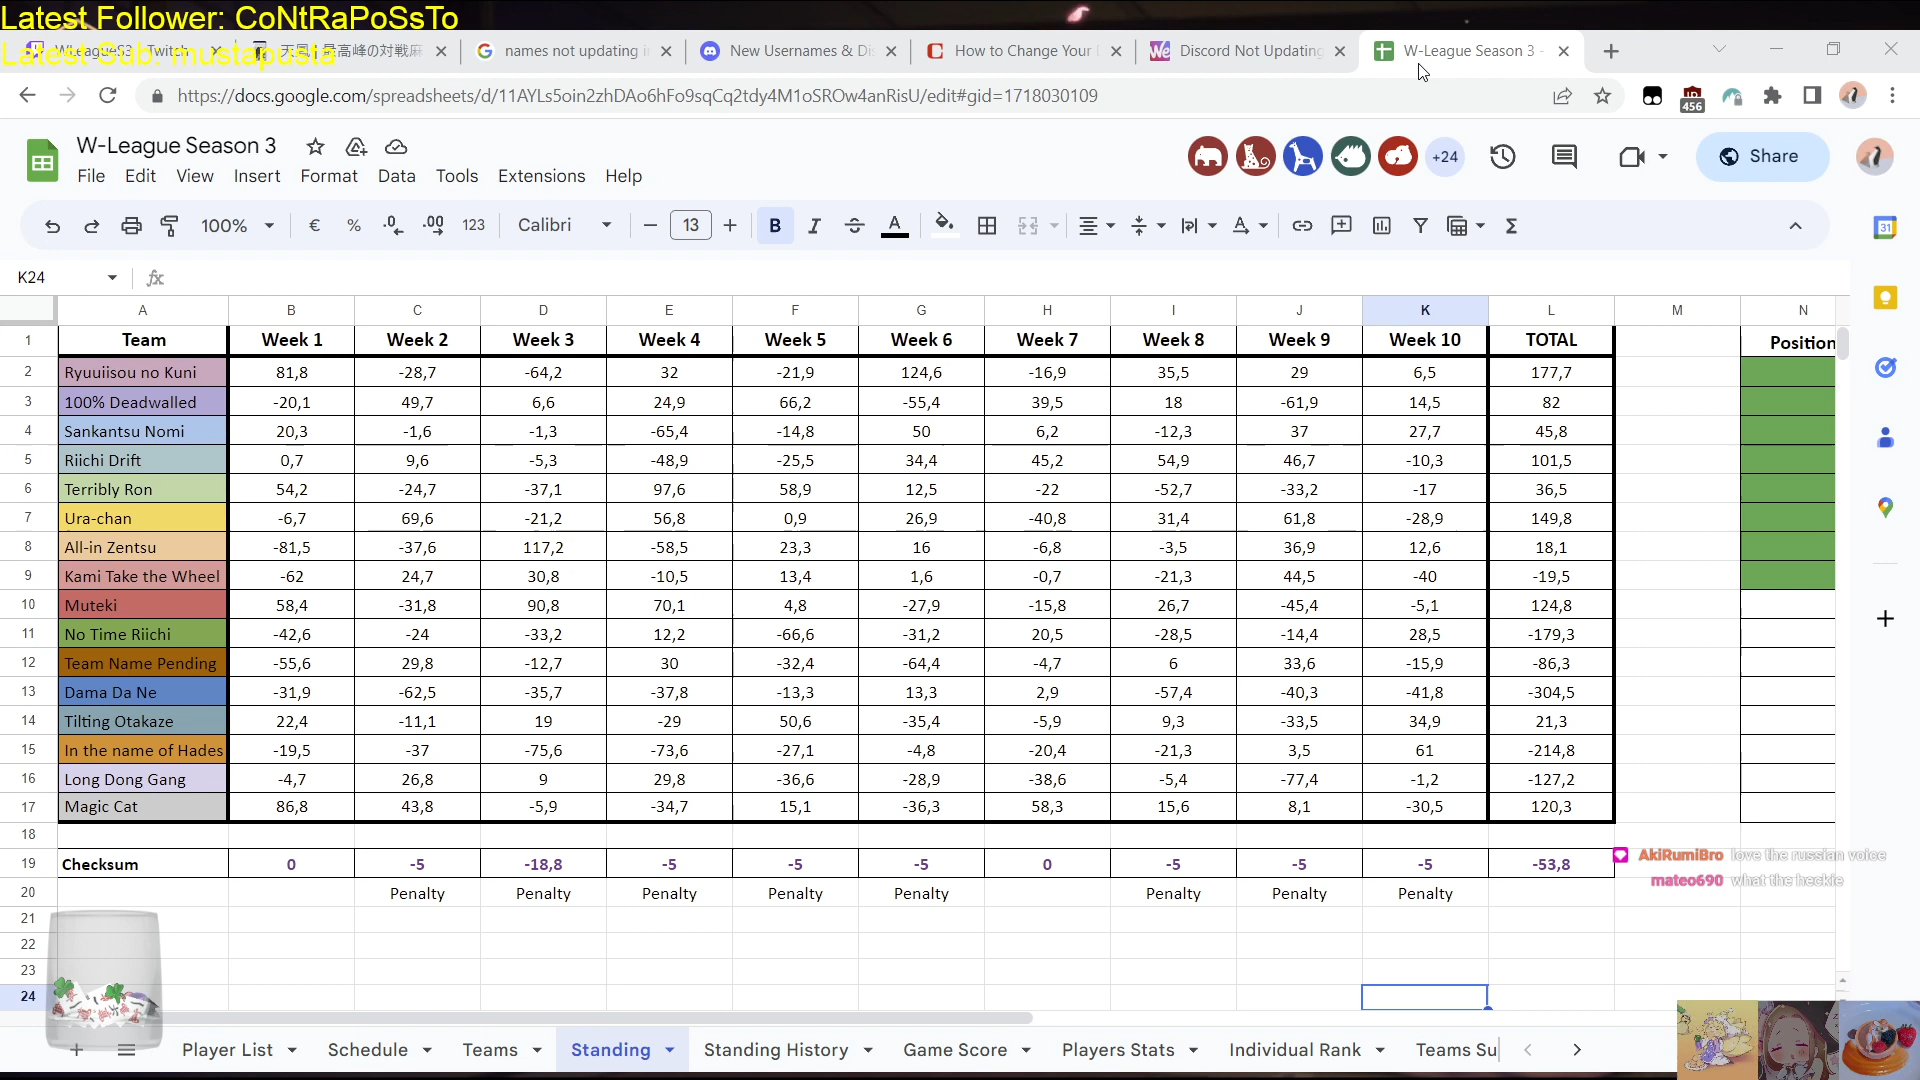 Latest Follower: CoNtRaPoSsTo
Latest Sub: mustapusta
天鳳 最高峰の対戦麻
names not updating i
New Usernames & Di
How to Change Your
Discord Not Updating
W-League Season 3 -
https://docs.google.com/spreadsheets/d/11AYLs5oin2zhDAo6hFo9sqCq2tdy4M1oSROw4anRisU/edit#gid=1718030109
456
W-League Season 3
File Edit View Insert Format Data Tools Extensions Help
+24
Share
100% € % .0 .00 123 Calibri 13 B I A
31
K24 fx
A B C D E F G H I J K L M N
1 Team Week 1 Week 2 Week 3 Week 4 Week 5 Week 6 Week 7 Week 8 Week 9 Week 10 TOTAL Position
2 Ryuuiisou no Kuni 81,8 -28,7 -64,2 32 -21,9 124,6 -16,9 35,5 29 6,5 177,7
3 100% Deadwalled -20,1 49,7 6,6 24,9 66,2 -55,4 39,5 18 -61,9 14,5 82
4 Sankantsu Nomi 20,3 -1,6 -1,3 -65,4 -14,8 50 6,2 -12,3 37 27,7 45,8
5 Riichi Drift 0,7 9,6 -5,3 -48,9 -25,5 34,4 45,2 54,9 46,7 -10,3 101,5
6 Terribly Ron 54,2 -24,7 -37,1 97,6 58,9 12,5 -22 -52,7 -33,2 -17 36,5
7 Ura-chan -6,7 69,6 -21,2 56,8 0,9 26,9 -40,8 31,4 61,8 -28,9 149,8
8 All-in Zentsu -81,5 -37,6 117,2 -58,5 23,3 16 -6,8 -3,5 36,9 12,6 18,1
9 Kami Take the Wheel -62 24,7 30,8 -10,5 13,4 1,6 -0,7 -21,3 44,5 -40 -19,5
10 Muteki 58,4 -31,8 90,8 70,1 4,8 -27,9 -15,8 26,7 -45,4 -5,1 124,8
11 No Time Riichi -42,6 -24 -33,2 12,2 -66,6 -31,2 20,5 -28,5 -14,4 28,5 -179,3
12 Team Name Pending -55,6 29,8 -12,7 30 -32,4 -64,4 -4,7 6 33,6 -15,9 -86,3
13 Dama Da Ne -31,9 -62,5 -35,7 -37,8 -13,3 13,3 2,9 -57,4 -40,3 -41,8 -304,5
14 Tilting Otakaze 22,4 -11,1 19 -29 50,6 -35,4 -5,9 9,3 -33,5 34,9 21,3
15 In the name of Hades -19,5 -37 -75,6 -73,6 -27,1 -4,8 -20,4 -21,3 3,5 61 -214,8
16 Long Dong Gang -4,7 26,8 9 29,8 -36,6 -28,9 -38,6 -5,4 -77,4 -1,2 -127,2
17 Magic Cat 86,8 43,8 -5,9 -34,7 15,1 -36,3 58,3 15,6 8,1 -30,5 120,3
18
19 Checksum 0 -5 -18,8 -5 -5 -5 0 -5 -5 -5 -53,8
20 Penalty Penalty Penalty Penalty Penalty Penalty Penalty Penalty
21
22
23
24
AkiRumiBro love the russian voice
mateo690 what the heckie
Player List Schedule Teams Standing Standing History Game Score Players Stats Individual Rank Teams Su